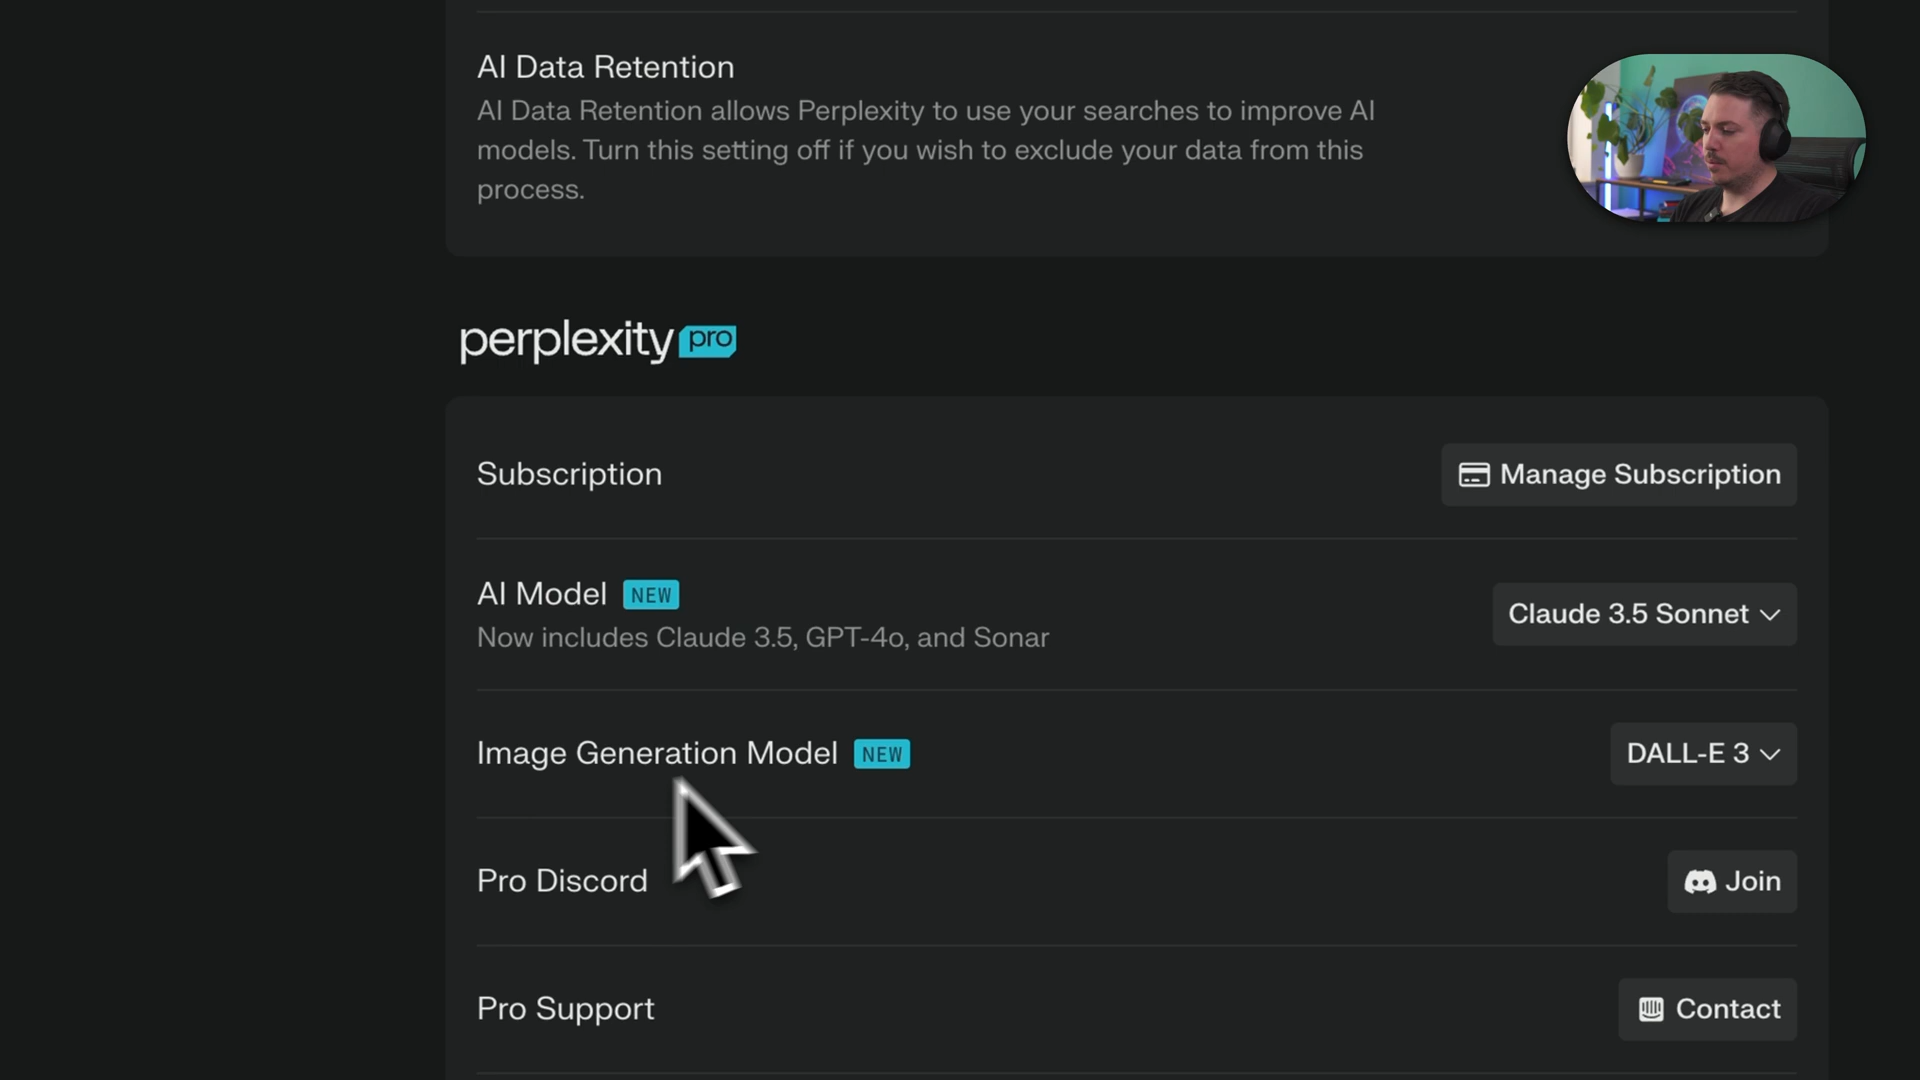 AI Data Retention
AI Data Retention allows Perplexity to use your searches to improve AI
models. Turn this setting off if you wish to exclude your data from this
process.
perplexity pro
Subscription
Manage Subscription
AI Model NEW
Now includes Claude 3.5, GPT-4o, and Sonar
Claude 3.5 Sonnet
Image Generation Model NEW
DALL-E 3
Pro Discord
Join
Pro Support
Contact